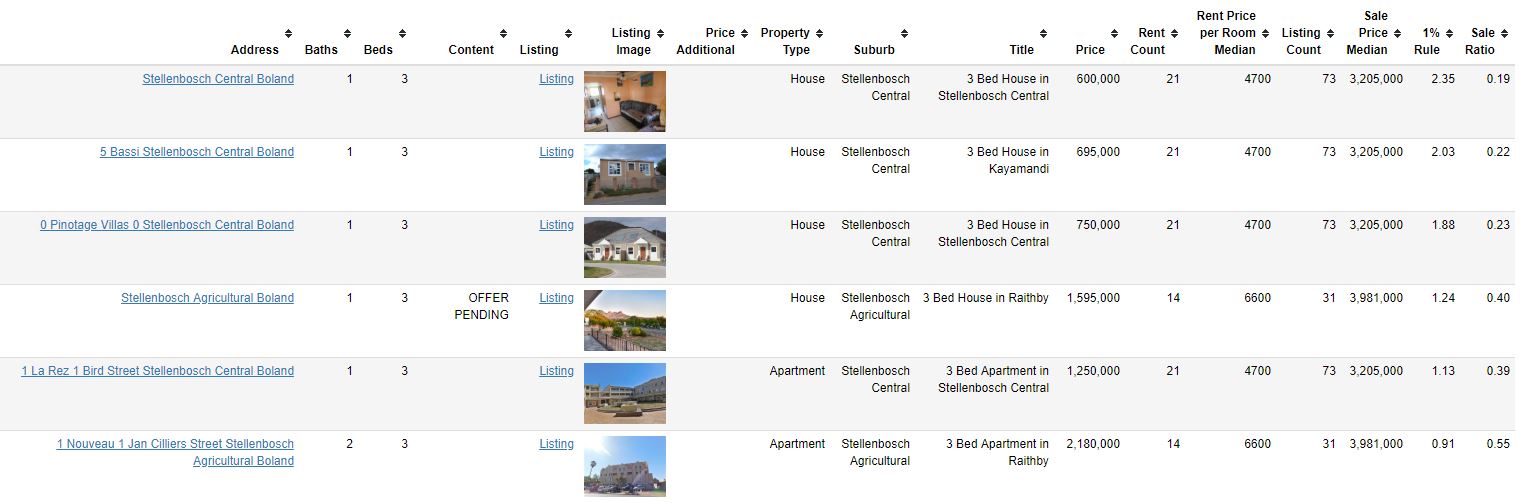 Address Baths Beds Content Listing Listing Image Price Additional Property Type Suburb Title Price Rent Count Rent Price per Room Median Listing Count Sale Price Median 1% Rule Sale Ratio
Stellenbosch Central Boland 1 3 Listing House Stellenbosch Central 3 Bed House in Stellenbosch Central 600,000 21 4700 73 3,205,000 2.35 0.19
5 Bassi Stellenbosch Central Boland 1 3 Listing House Stellenbosch Central 3 Bed House in Kayamandi 695,000 21 4700 73 3,205,000 2.03 0.22
0 Pinotage Villas 0 Stellenbosch Central Boland 1 3 Listing House Stellenbosch Central 3 Bed House in Stellenbosch Central 750,000 21 4700 73 3,205,000 1.88 0.23
Stellenbosch Agricultural Boland 1 3 OFFER PENDING Listing House Stellenbosch Agricultural 3 Bed House in Raithby 1,595,000 14 6600 31 3,981,000 1.24 0.40
1 La Rez 1 Bird Street Stellenbosch Central Boland 1 3 Listing Apartment Stellenbosch Central 3 Bed Apartment in Stellenbosch Central 1,250,000 21 4700 73 3,205,000 1.13 0.39
1 Nouveau 1 Jan Cilliers Street Stellenbosch Agricultural Boland 2 3 Listing Apartment Stellenbosch Agricultural 3 Bed Apartment in Raithby 2,180,000 14 6600 31 3,981,000 0.91 0.55